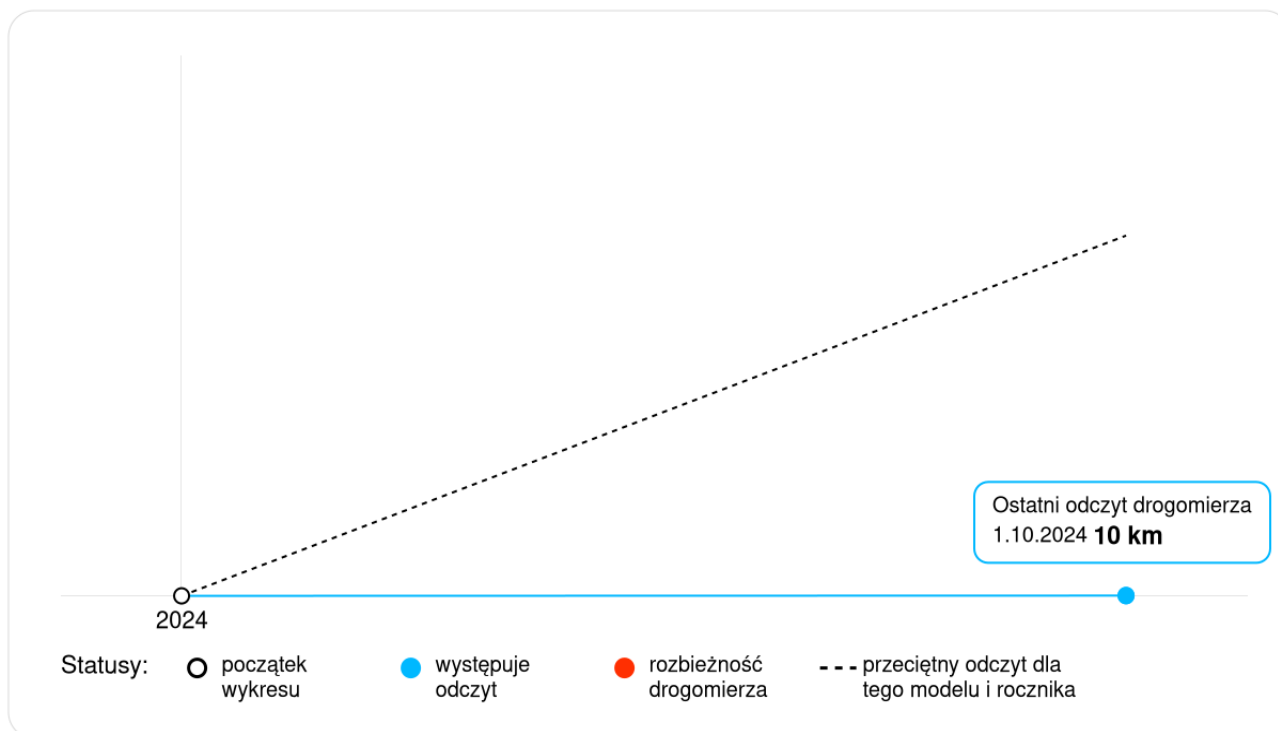 Ostatni odczyt drogomierza
1.10.2024 10 km
2024
Statusy:
początek
wykresu
występuje
odczyt
rozbieżność
drogomierza
przeciętny odczyt dla
tego modelu i rocznika